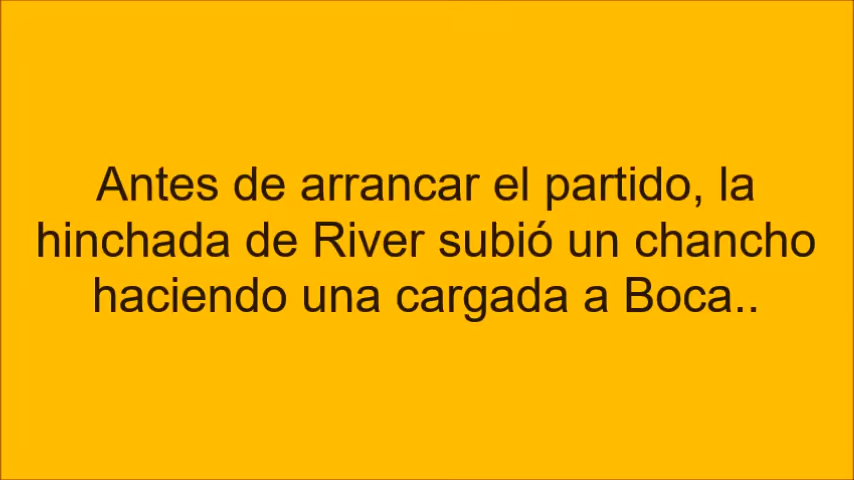 Antes de arrancar el partido, la
hinchada de River subió un chancho
haciendo una cargada a Boca..